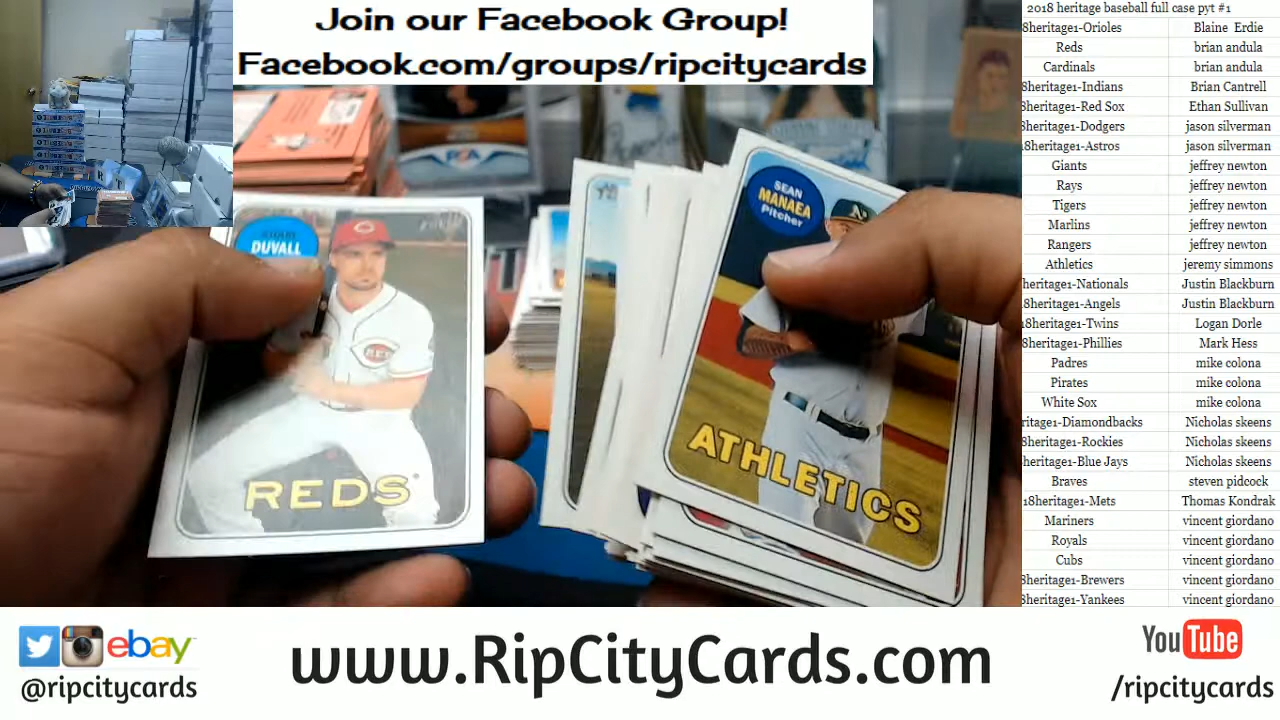 Join our Facebook Group!
Facebook.com/groups/ripcitycards
2018 heritage baseball full case pyt #1
8heritage1-Orioles Blaine Erdie
Reds brian andula
Cardinals brian andula
8heritage1-Indians Brian Cantrell
8heritage1-Red Sox Ethan Sullivan
8heritage1-Dodgers jason silverman
8heritage1-Astros jason silverman
Giants jeffrey newton
Rays jeffrey newton
Tigers jeffrey newton
Marlins jeffrey newton
Rangers jeffrey newton
Athletics jeremy simmons
heritage1-Nationals Justin Blackburn
8heritage1-Angels Justin Blackburn
8heritage1-Twins Logan Dorle
8heritage1-Phillies Mark Hess
Padres mike colona
Pirates mike colona
White Sox mike colona
ritage1-Diamondbacks Nicholas skeens
8heritage1-Rockies Nicholas skeens
8heritage1-Blue Jays Nicholas skeens
Braves steven pidcock
18heritage1-Mets Thomas Kondrak
Mariners vincent giordano
Royals vincent giordano
Cubs vincent giordano
8heritage1-Brewers vincent giordano
8heritage1-Yankees vincent giordano
DUVALL
REDS
REDS
SEAN
MANAEA
Pitcher
A's
ATHLETICS
PSA
ebay
@ripcitycards
www.RipCityCards.com
YouTube
/ripcitycards